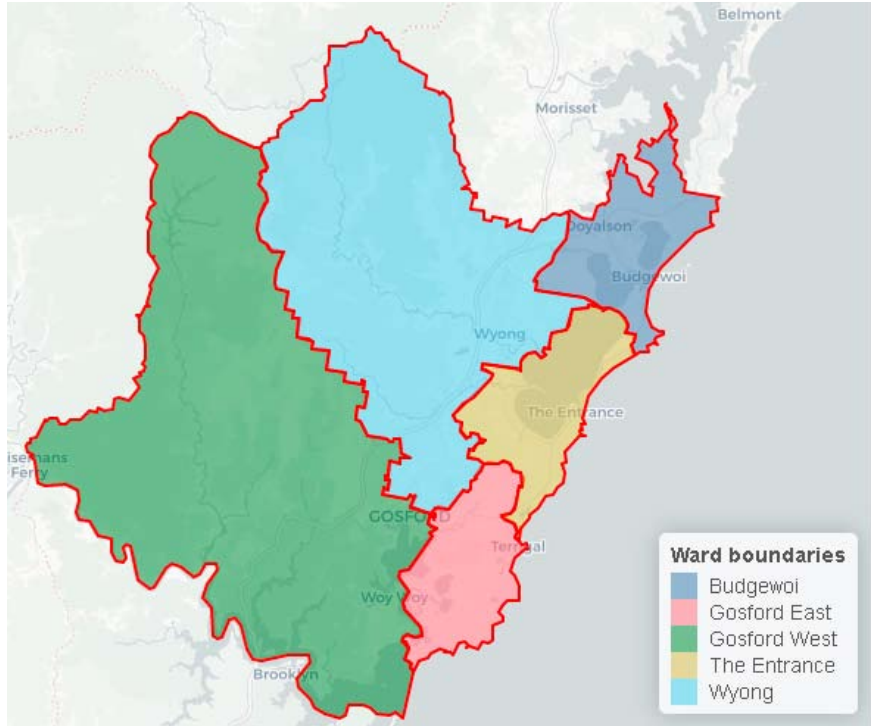 Belmont
Morisset
Doyalson
Budgewoi
Wyong
The Entrance
isemans
Ferry
GOSFORD
Terrigal
Woy Woy
Brooklyn
Ward boundaries
Budgewoi
Gosford East
Gosford West
The Entrance
Wyong